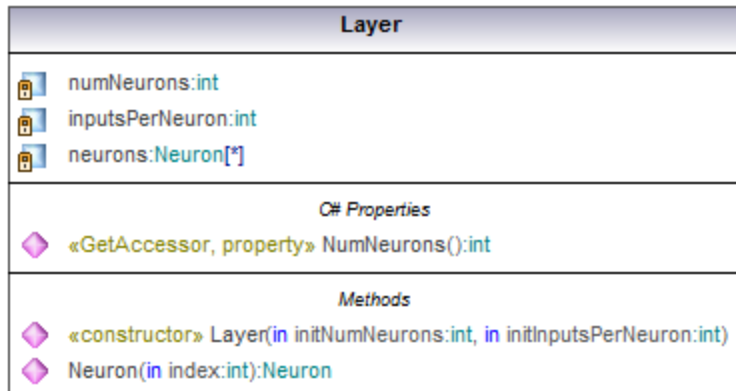 Layer
numNeurons:int
inputsPerNeuron:int
neurons:Neuron[*]
C# Properties
«GetAccessor, property» NumNeurons():int
Methods
«constructor» Layer(in initNumNeurons:int, in initInputsPerNeuron:int)
Neuron(in index:int):Neuron